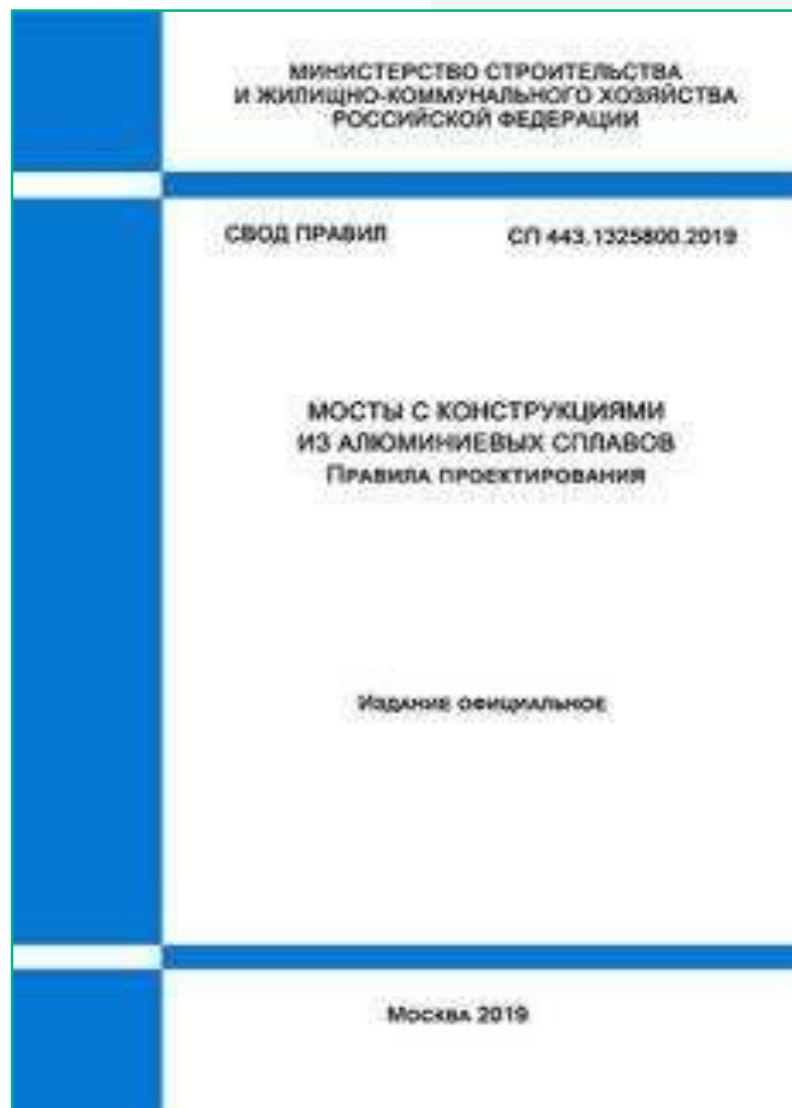 МИНИСТЕРСТВО СТРОИТЕЛЬСТВА
И ЖИЛИЩНО-КОММУНАЛЬНОГО ХОЗЯЙСТВА
РОССИЙСКОЙ ФЕДЕРАЦИИ
СВОД ПРАВИЛ СП 443.1325800.2019
МОСТЫ С КОНСТРУКЦИЯМИ
ИЗ АЛЮМИНИЕВЫХ СПЛАВОВ
ПРАВИЛА ПРОЕКТИРОВАНИЯ
ИЗДАНИЕ ОФИЦИАЛЬНОЕ
МОСКВА 2019